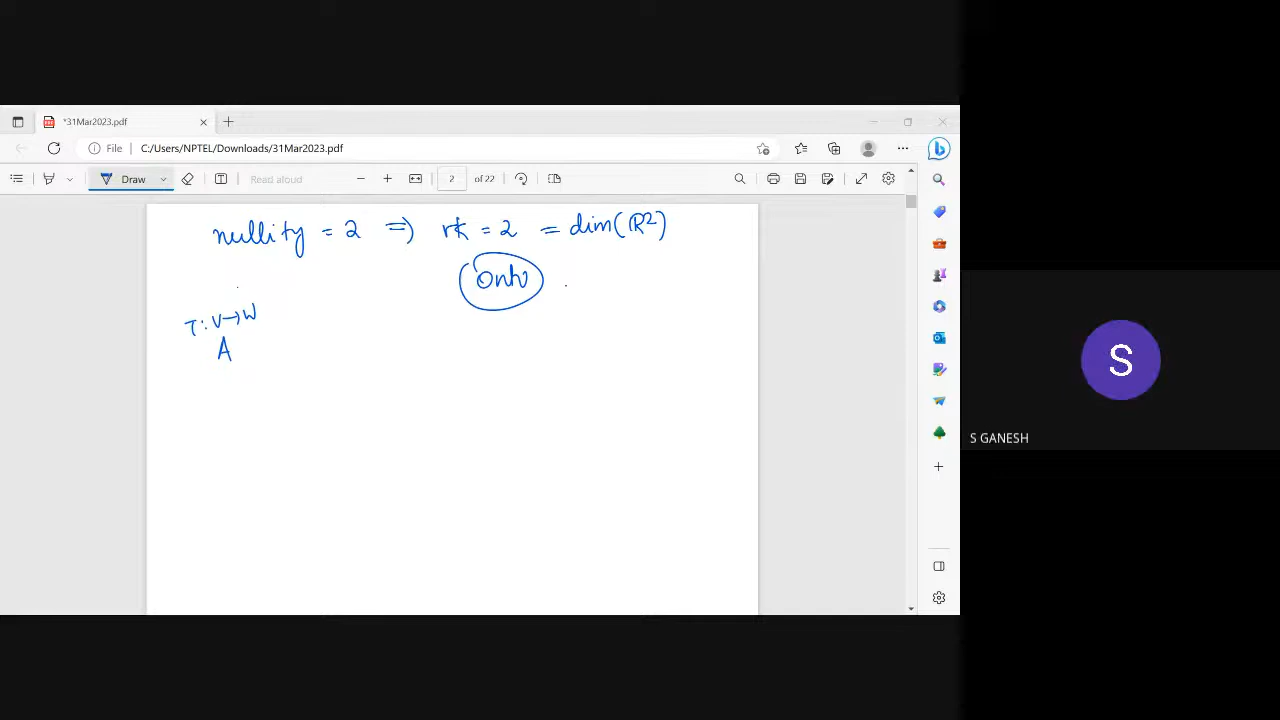 *31Mar2023.pdf
File C:/Users/NPTEL/Downloads/31Mar2023.pdf
Draw Read aloud 2 of 22
nullity = 2 ⇒ rk = 2 = dim(ℝ²)
Onto
T: V→W
A
S
S GANESH